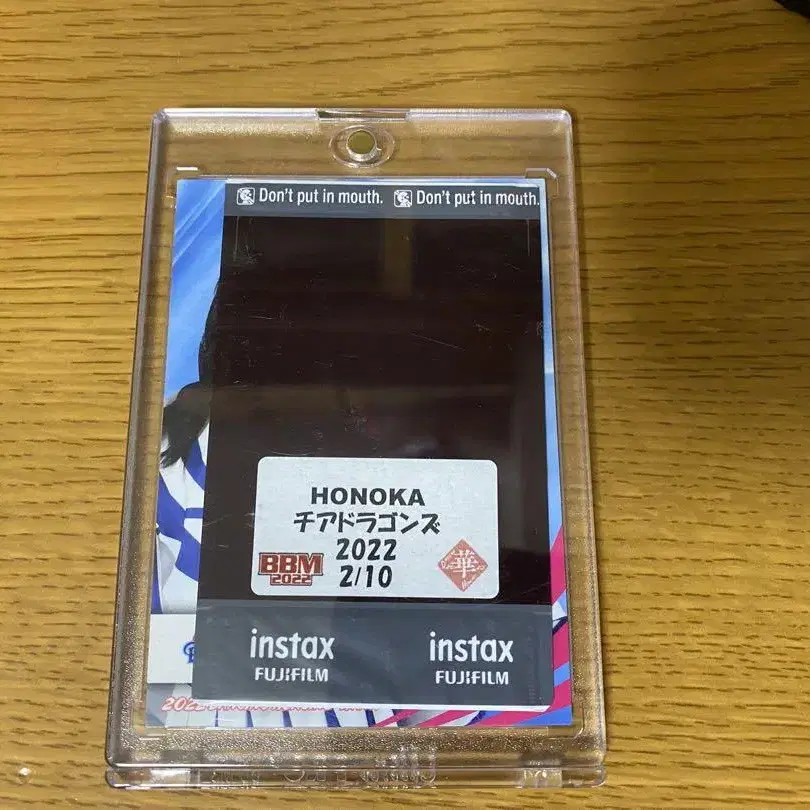 Don't put in mouth. Don't put in mouth.
HONOKA
チアドラゴンズ
2022
BBM
2022
2/10
華
instax instax
FUJIFILM FUJIFILM